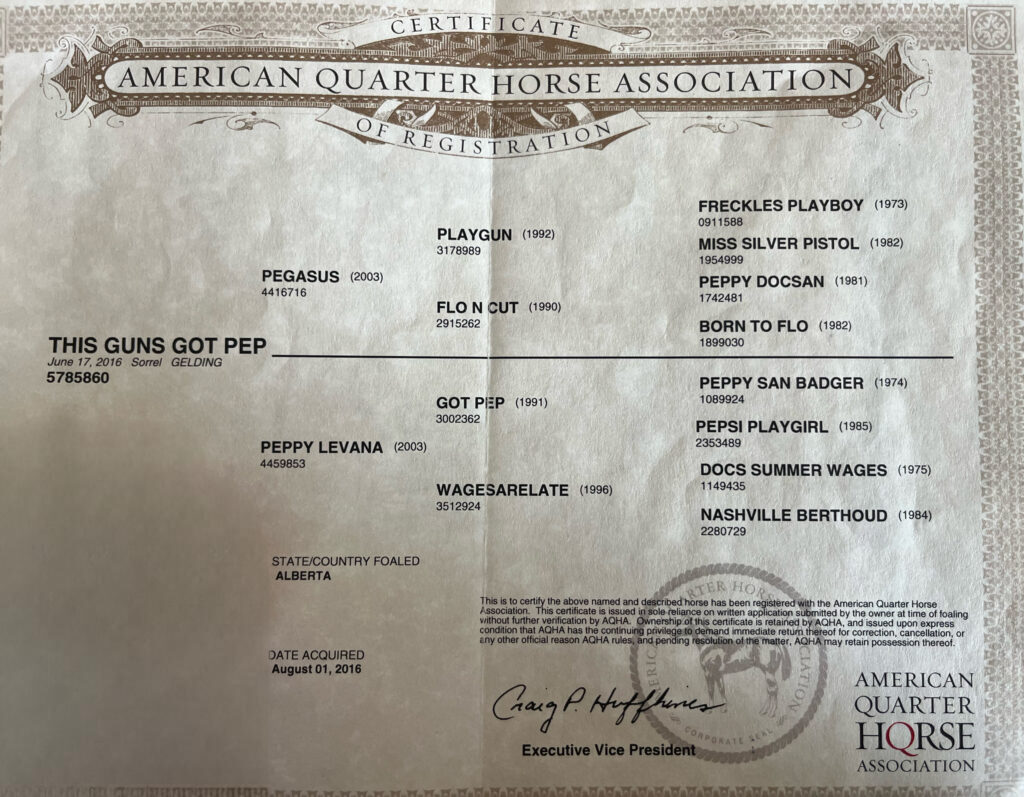 CERTIFICATE
AMERICAN QUARTER HORSE ASSOCIATION
OF REGISTRATION
FRECKLES PLAYBOY (1973)
0911588
PLAYGUN (1992)
3178989
MISS SILVER PISTOL (1982)
1954999
PEGASUS (2003)
4416716
PEPPY DOCSAN (1981)
1742481
FLO N CUT (1990)
2915262
BORN TO FLO (1982)
1899030
THIS GUNS GOT PEP
June 17, 2016 Sorrel GELDING
5785860
PEPPY SAN BADGER (1974)
1089924
GOT PEP (1991)
3002362
PEPSI PLAYGIRL (1985)
2353489
PEPPY LEVANA (2003)
4459853
DOCS SUMMER WAGES (1975)
1149435
WAGESARELATE (1996)
3512924
NASHVILLE BERTHOUD (1984)
2280729
STATE/COUNTRY FOALED
ALBERTA
This is to certify the above named and described horse has been registered with the American Quarter Horse
Association. This certificate is issued in sole reliance on written application submitted by the owner at time of foaling
without further verification by AQHA. Ownership of this certificate is retained by AQHA, and issued upon express
condition that AQHA has the continuing privilege to demand immediate return thereof for correction, cancellation, or
any other official reason AQHA rules, and pending resolution of the matter, AQHA may retain possession thereof.
DATE ACQUIRED
August 01, 2016
Craig P. Huffhines
Executive Vice President
QUARTER HORSE
ASSOCIATION
CORPORATE SEAL
AMERICAN
QUARTER
HORSE
ASSOCIATION